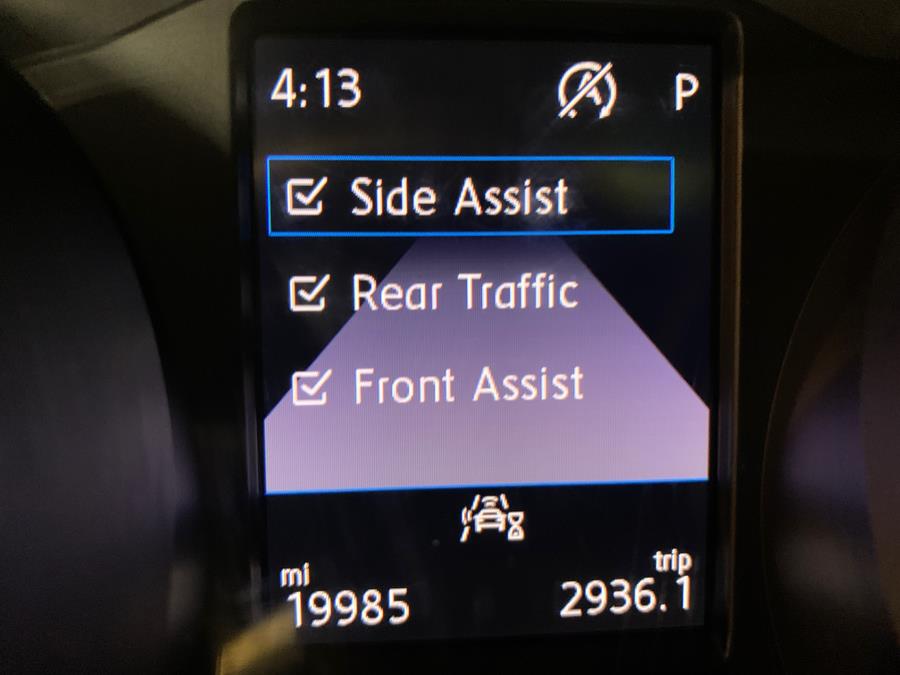 4:13 P
Side Assist
Rear Traffic
Front Assist
mi trip
19985 2936.1